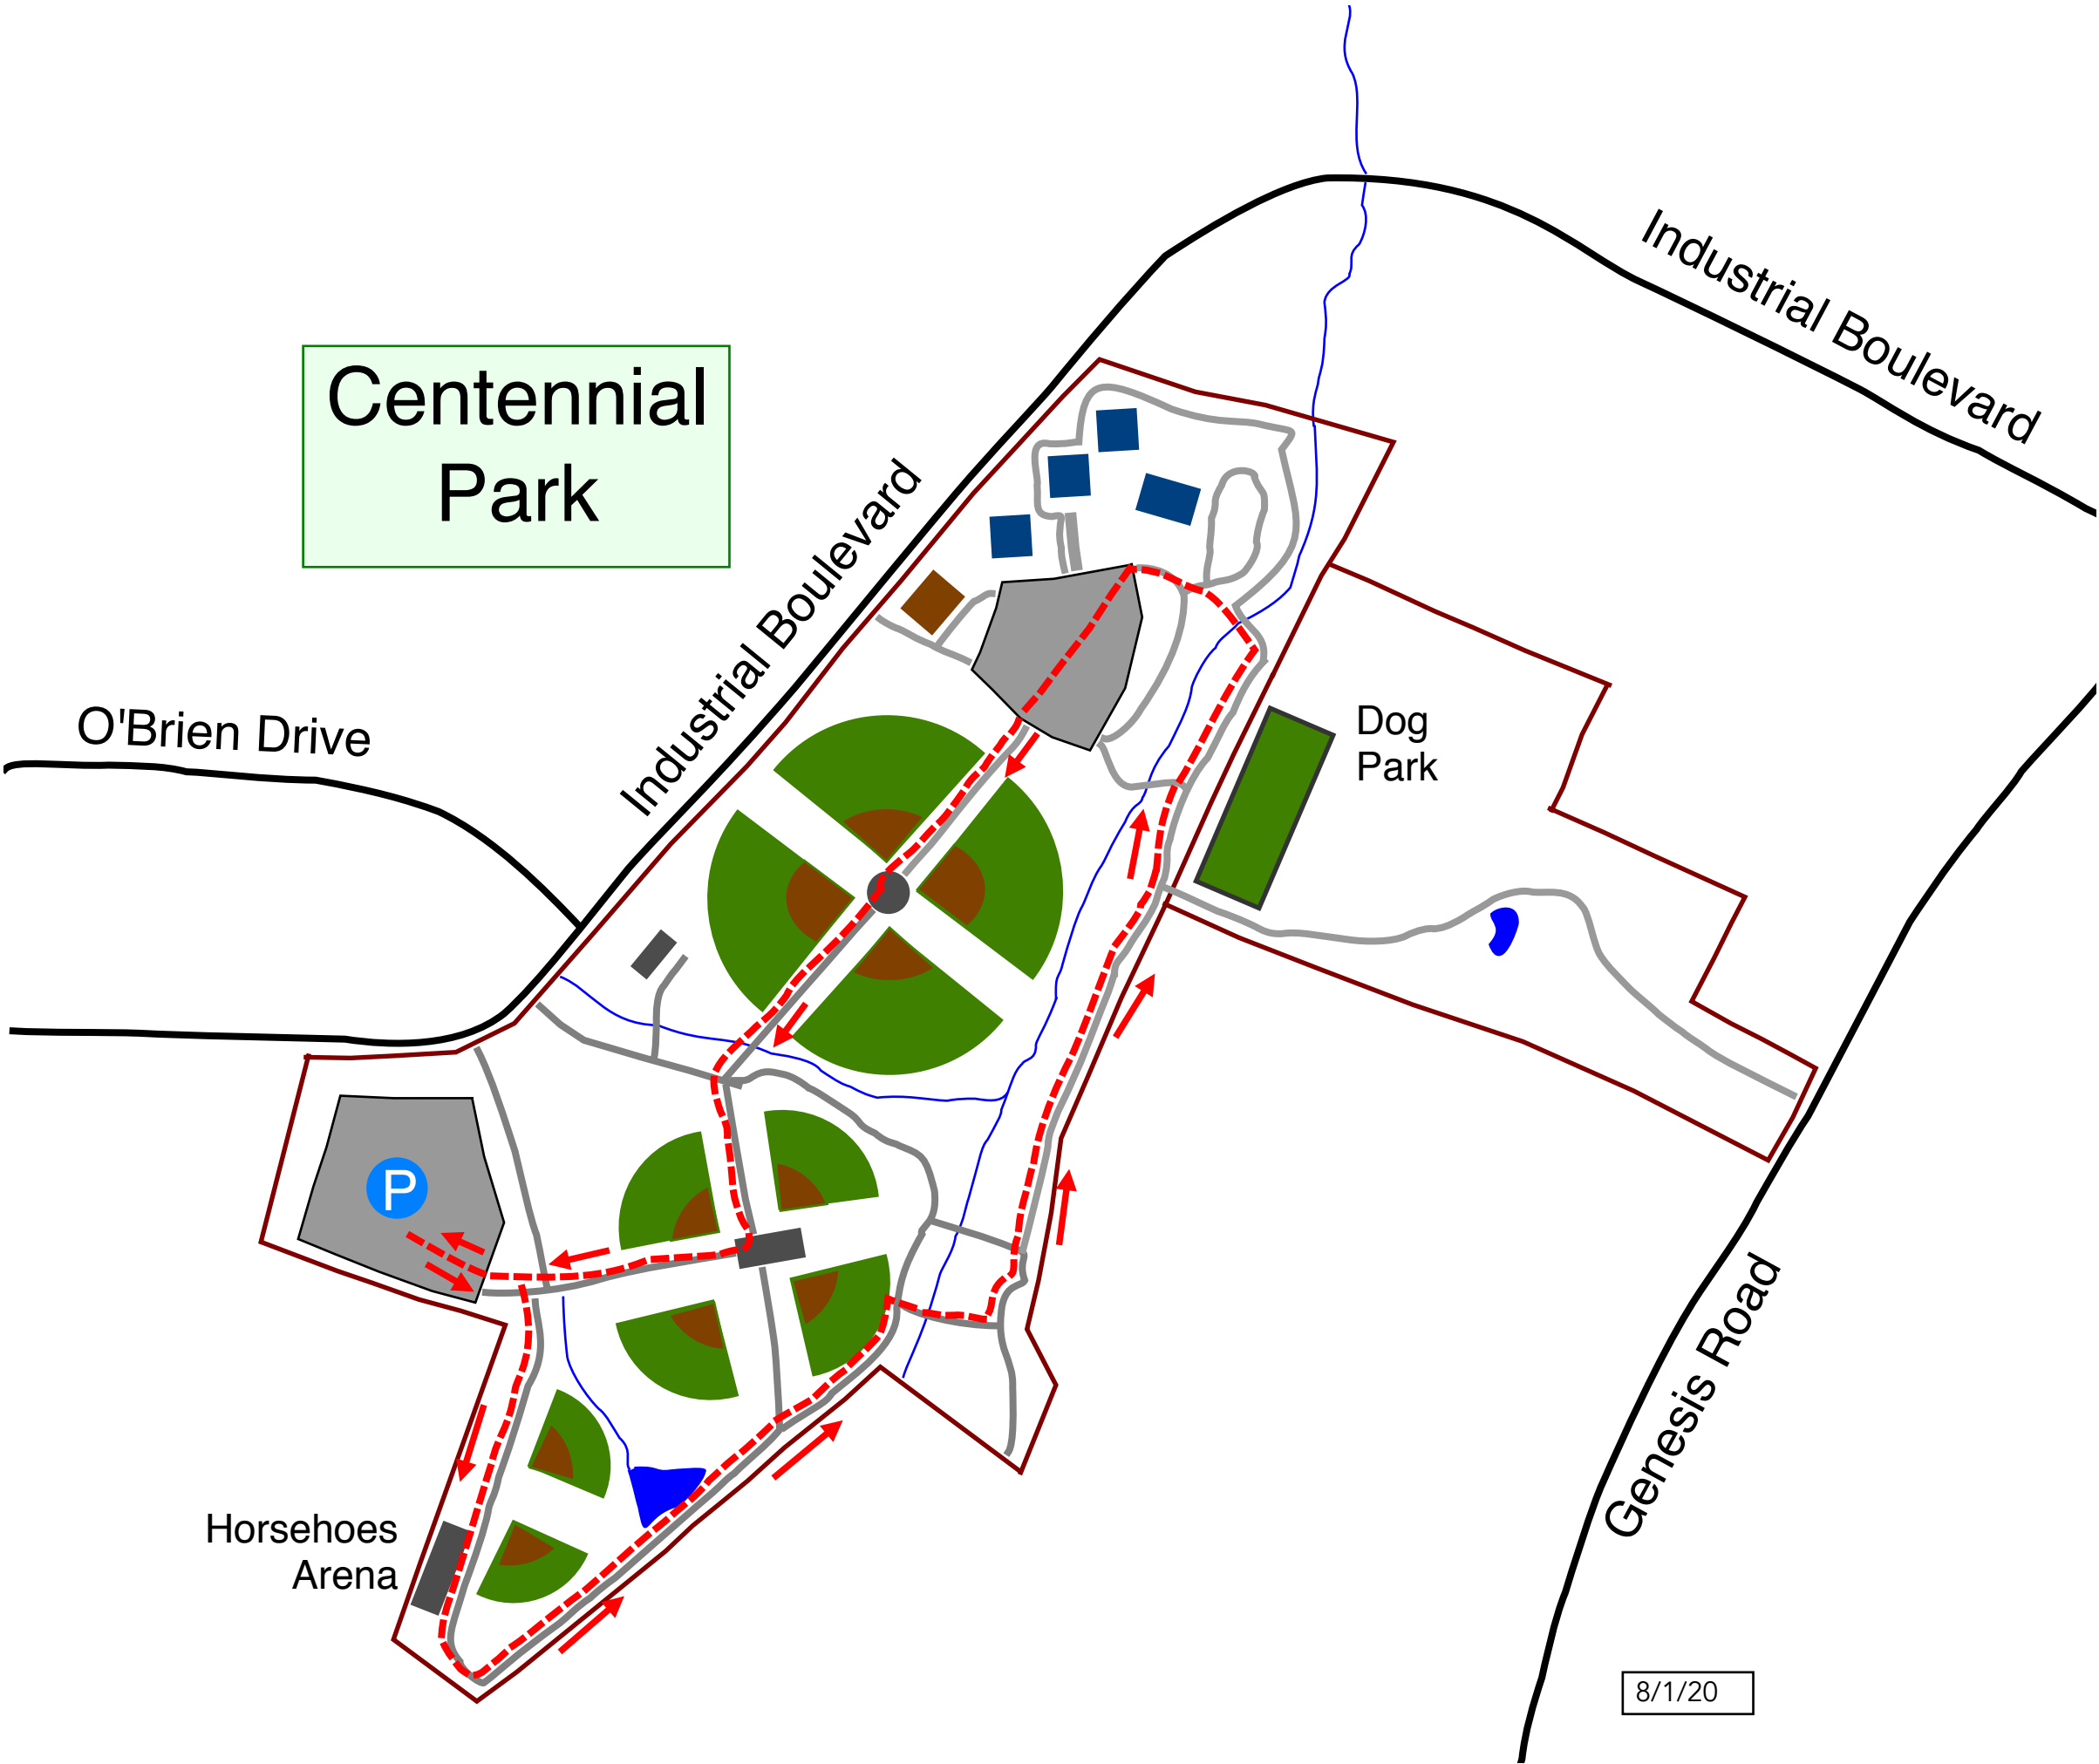 Industrial Boulevard
Centennial
Park
Industrial Boulevard
O'Brien Drive
Dog
Park
P
Genesis Road
Horsehoes
Arena
8/1/20